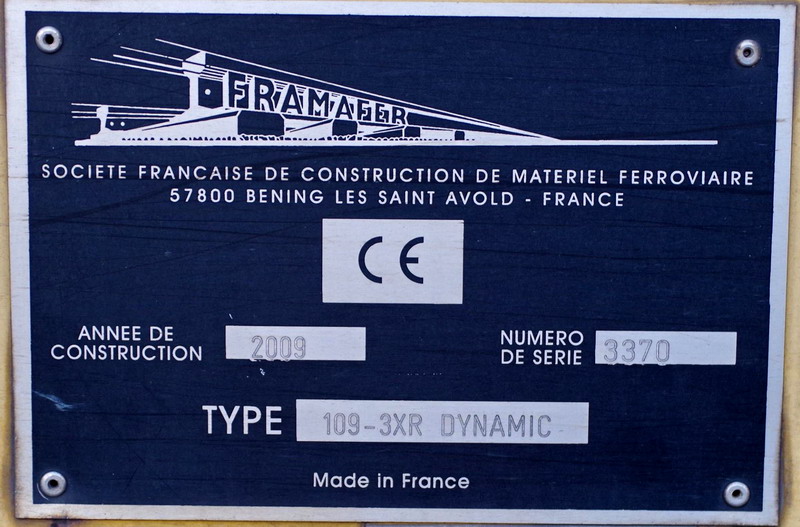 FRAMAFER
SOCIETE FRANCAISE DE CONSTRUCTION DE MATERIEL FERROVIAIRE
57800 BENING LES SAINT AVOLD - FRANCE
CE
ANNEE DE
CONSTRUCTION
2009
NUMERO
DE SERIE
3370
TYPE 109-3XR DYNAMIC
Made in France